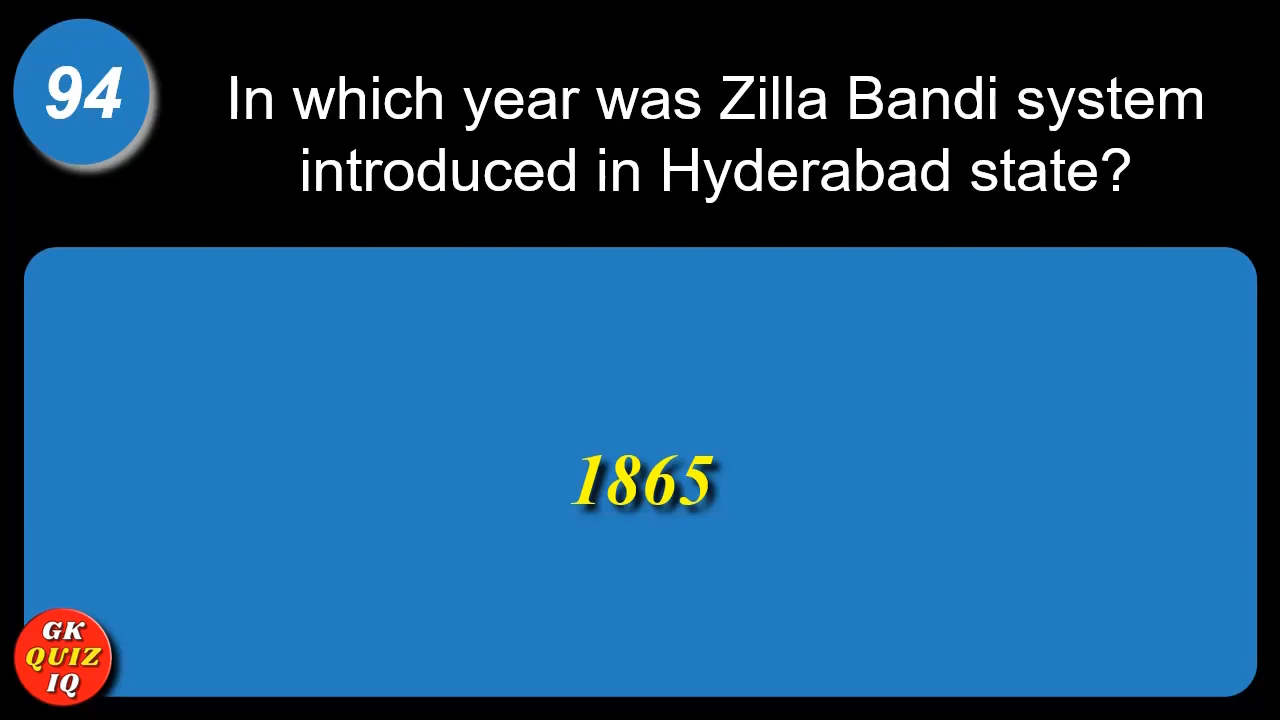 94
In which year was Zilla Bandi system
introduced in Hyderabad state?
1865
GK
QUIZ
IQ